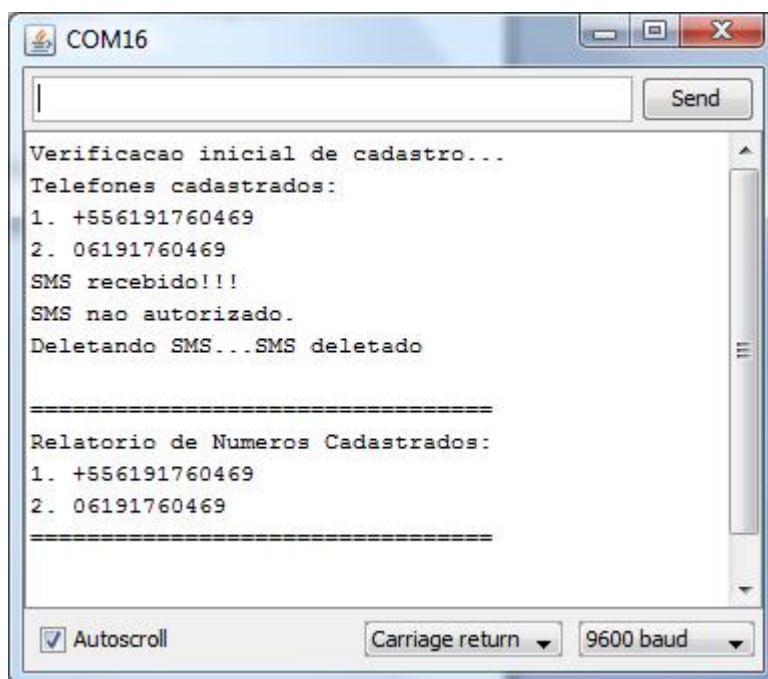 COM16
Send
Verificacao inicial de cadastro...
Telefones cadastrados:
1. +556191760469
2. 06191760469
SMS recebido!!!
SMS nao autorizado.
Deletando SMS...SMS deletado
=================================
Relatorio de Numeros Cadastrados:
1. +556191760469
2. 06191760469
=================================
Autoscroll
Carriage return
9600 baud